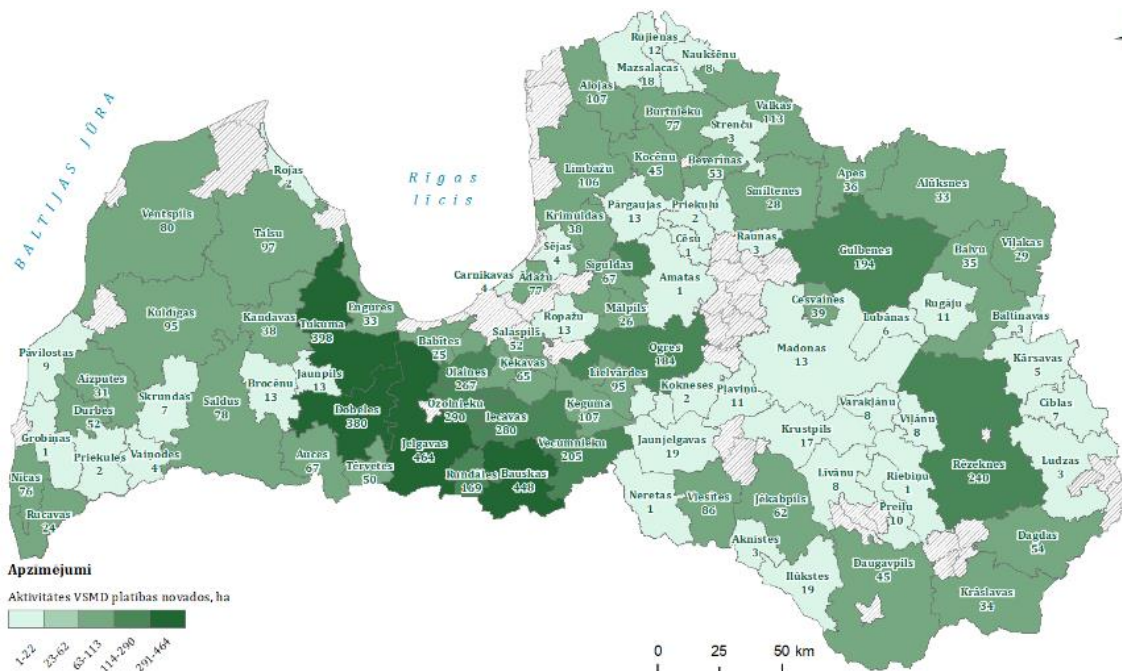 BALTIJAS JŪRA
Rīgas
līcis
Rūjienas
12
Naukšēnu
8
Mazsalacas
18
Alojas
107
Burtnieku
77
Valkas
113
Strenču
3
Kocēnu
45
Beverīnas
53
Limbažu
106
Smiltenes
28
Apes
36
Alūksnes
33
Rojas
2
Ventspils
80
Talsu
97
Pārgaujas
13
Priekuļu
2
Krimuldas
38
Cēsu
1
Raunas
3
Gulbenes
194
Balvu
35
Viļakas
29
Sējas
4
Siguldas
67
Carnikavas
4
Ādažu
77
Amatas
1
Mālpils
26
Cesvaines
39
Lubānas
6
Rugāju
11
Baltinavas
3
Kuldīgas
95
Kandavas
38
Engures
33
Tukuma
398
Ropažu
13
Salaspils
52
Babītes
25
Ķekavas
65
Ogres
184
Madonas
13
Kārsavas
5
Pāvilostas
9
Aizputes
31
Skrundas
7
Saldus
78
Brocēnu
13
Jaunpils
13
Olaines
267
Lielvārdes
95
Kokneses
2
Pļaviņu
11
Varakļānu
8
Viļānu
8
Ciblas
7
Durbes
52
Dobeles
380
Ozolnieku
290
Iecavas
280
Ķeguma
107
Krustpils
17
Grobiņas
1
Priekules
2
Vaiņodes
4
Auces
67
Tērvetes
50
Jelgavas
464
Rundāles
169
Bauskas
448
Vecumnieku
205
Jaunjelgavas
19
Līvānu
8
Riebiņu
1
Rēzeknes
240
Ludzas
3
Nīcas
76
Rucavas
24
Neretas
1
Viesītes
86
Jēkabpils
62
Preiļu
10
Aknīstes
3
Dagdas
54
Ilūkstes
19
Daugavpils
45
Krāslavas
34
Apzīmējumi
Aktivitātes VSMD platības novados, ha
1-22
23-62
63-113
114-290
291-464
0 25 50 km